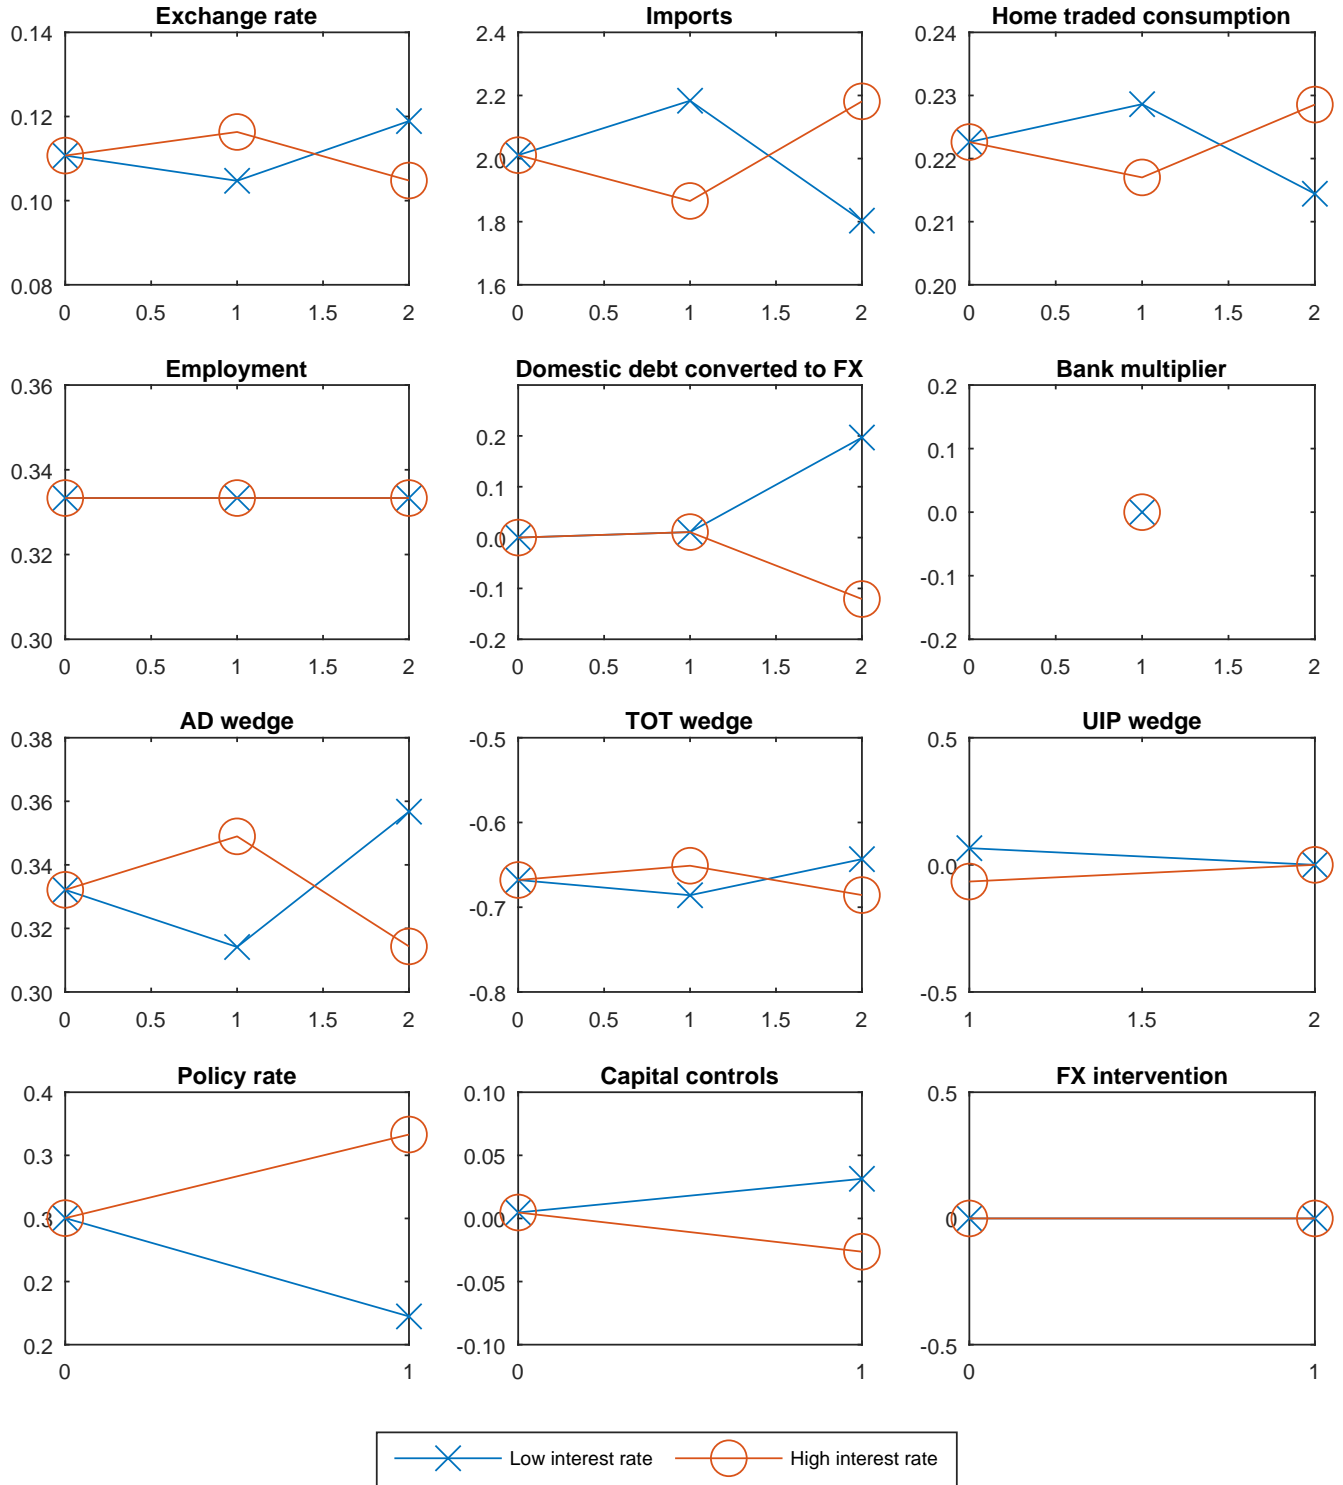 Exchange rate
0.14
0.12
0.10
0.08
0 0.5 1 1.5 2
Imports
2.4
2.2
2.0
1.8
1.6
0 0.5 1 1.5 2
Home traded consumption
0.24
0.23
0.22
0.21
0.20
0 0.5 1 1.5 2
Employment
0.36
0.34
0.32
0.30
0 0.5 1 1.5 2
Domestic debt converted to FX
0.2
0.1
0.0
-0.1
-0.2
0 0.5 1 1.5 2
Bank multiplier
0.2
0.1
0.0
-0.1
-0.2
0 0.5 1 1.5 2
AD wedge
0.38
0.36
0.34
0.32
0.30
0 0.5 1 1.5 2
TOT wedge
-0.5
-0.6
-0.7
-0.8
0 0.5 1 1.5 2
UIP wedge
0.5
0.0
-0.5
1 1.5 2
Policy rate
0.4
0.3
0.3
0.2
0.2
0 1
Capital controls
0.10
0.05
0.00
-0.05
-0.10
0 1
FX intervention
0.5
0
-0.5
0 1
Low interest rate High interest rate